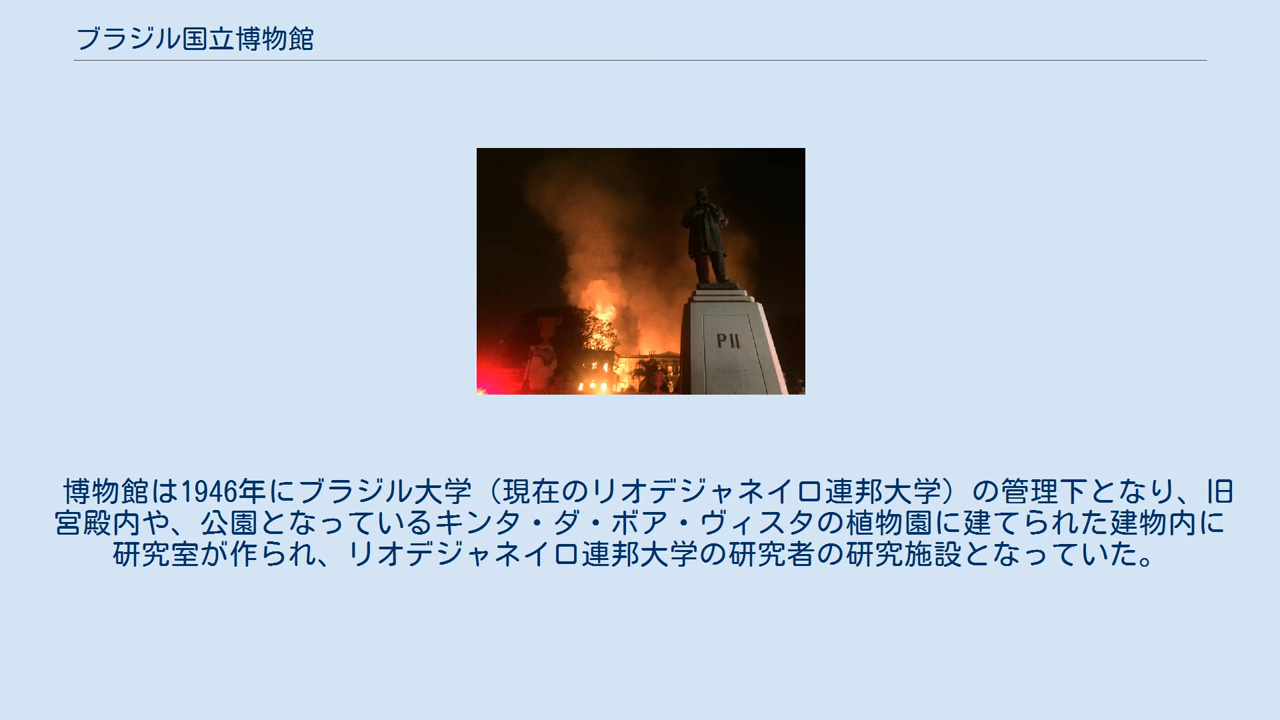 ブラジル国立博物館
PII
博物館は1946年にブラジル大学（現在のリオデジャネイロ連邦大学）の管理下となり、旧
宮殿内や、公園となっているキンタ・ダ・ボア・ヴィスタの植物園に建てられた建物内に
研究室が作られ、リオデジャネイロ連邦大学の研究者の研究施設となっていた。